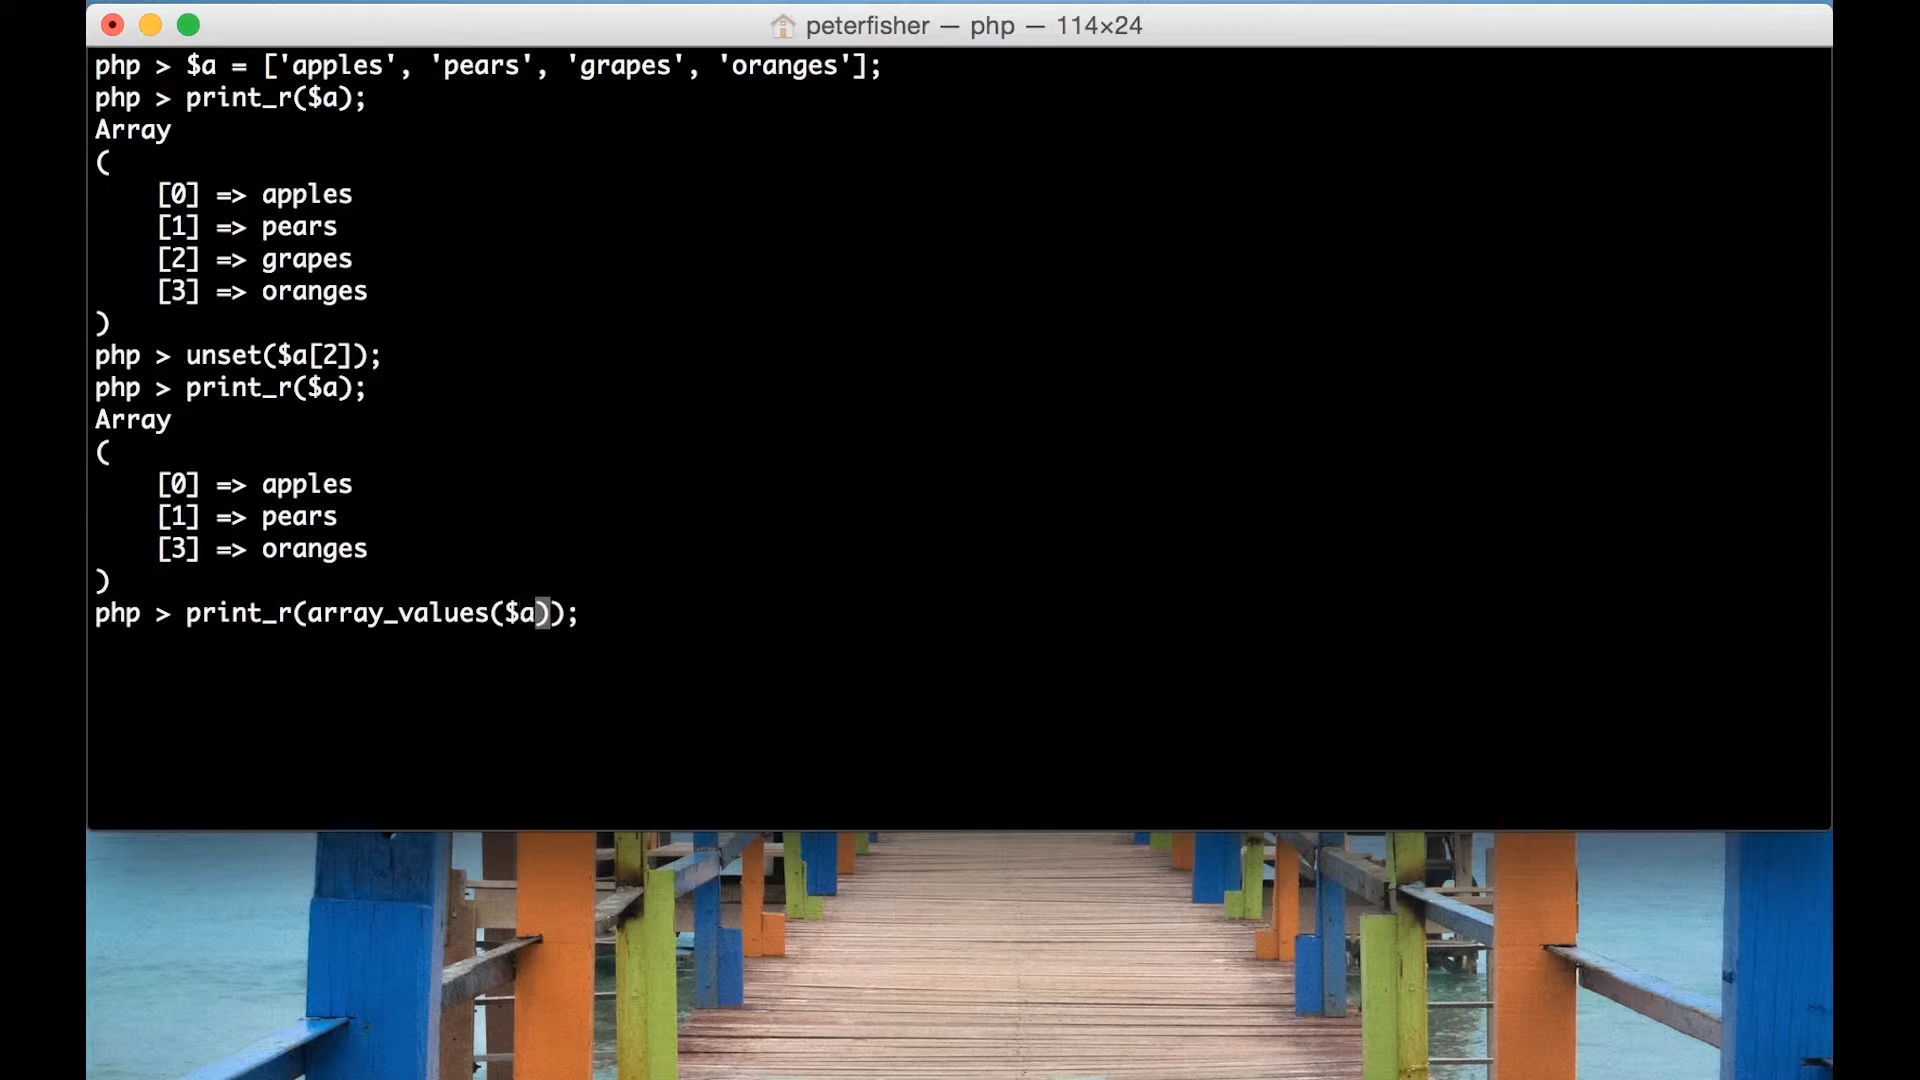 peterfisher — php — 114×24
php > $a = ['apples', 'pears', 'grapes', 'oranges'];
php > print_r($a);
Array
(
    [0] => apples
    [1] => pears
    [2] => grapes
    [3] => oranges
)
php > unset($a[2]);
php > print_r($a);
Array
(
    [0] => apples
    [1] => pears
    [3] => oranges
)
php > print_r(array_values($a));